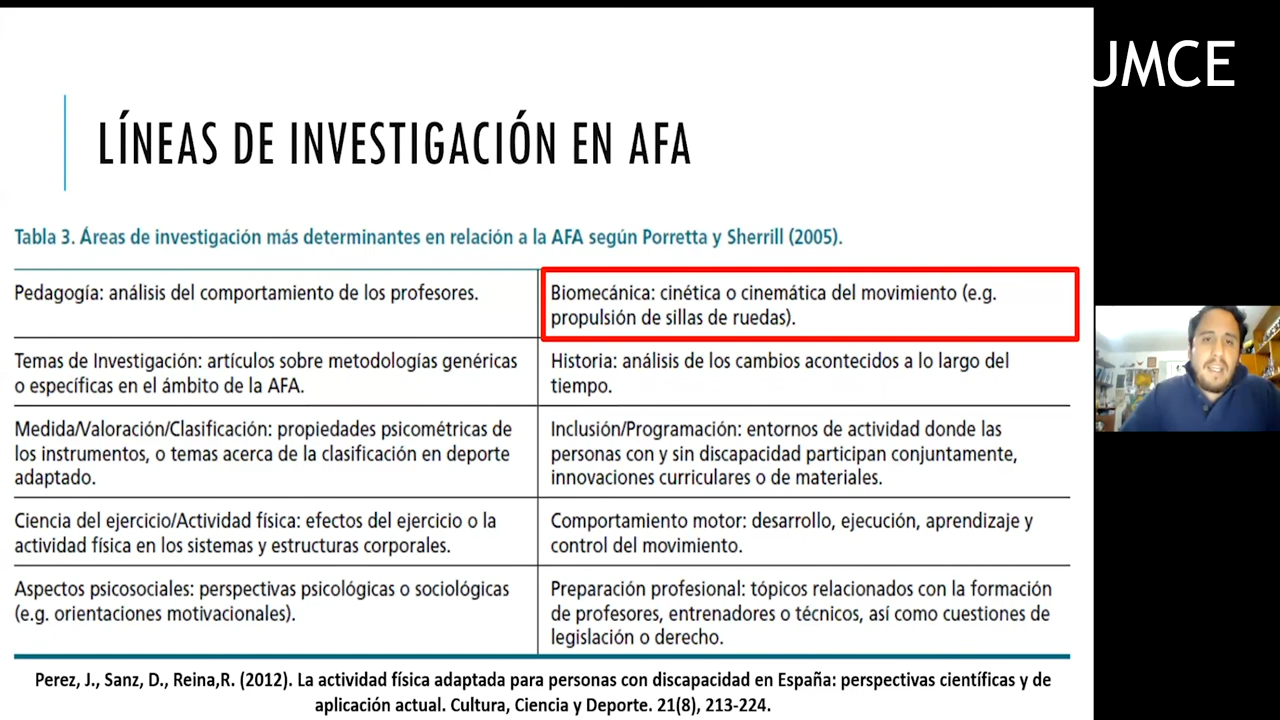 UMCE
LÍNEAS DE INVESTIGACIÓN EN AFA
Tabla 3. Áreas de investigación más determinantes en relación a la AFA según Porretta y Sherrill (2005).
Pedagogía: análisis del comportamiento de los profesores.
Biomecánica: cinética o cinemática del movimiento (e.g.
propulsión de sillas de ruedas).
Temas de Investigación: artículos sobre metodologías genéricas
o específicas en el ámbito de la AFA.
Historia: análisis de los cambios acontecidos a lo largo del
tiempo.
Medida/Valoración/Clasificación: propiedades psicométricas de
los instrumentos, o temas acerca de la clasificación en deporte
adaptado.
Inclusión/Programación: entornos de actividad donde las
personas con y sin discapacidad participan conjuntamente,
innovaciones curriculares o de materiales.
Ciencia del ejercicio/Actividad física: efectos del ejercicio o la
actividad física en los sistemas y estructuras corporales.
Comportamiento motor: desarrollo, ejecución, aprendizaje y
control del movimiento.
Aspectos psicosociales: perspectivas psicológicas o sociológicas
(e.g. orientaciones motivacionales).
Preparación profesional: tópicos relacionados con la formación
de profesores, entrenadores o técnicos, así como cuestiones de
legislación o derecho.
Perez, J., Sanz, D., Reina,R. (2012). La actividad física adaptada para personas con discapacidad en España: perspectivas científicas y de
aplicación actual. Cultura, Ciencia y Deporte. 21(8), 213-224.